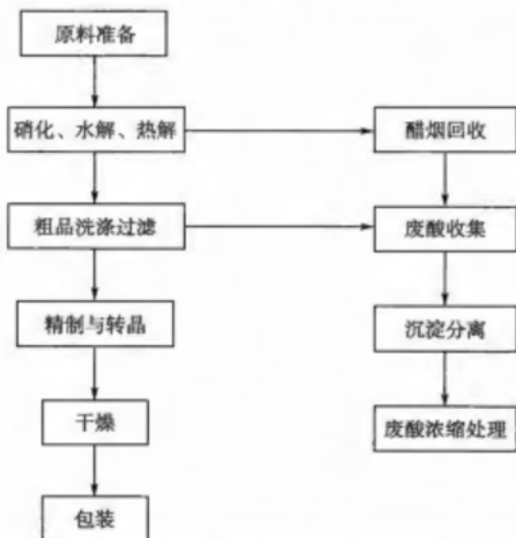 原料准备
硝化、水解、热解
醋烟回收
粗品洗涤过滤
废酸收集
精制与转晶
沉淀分离
干燥
废酸浓缩处理
包装